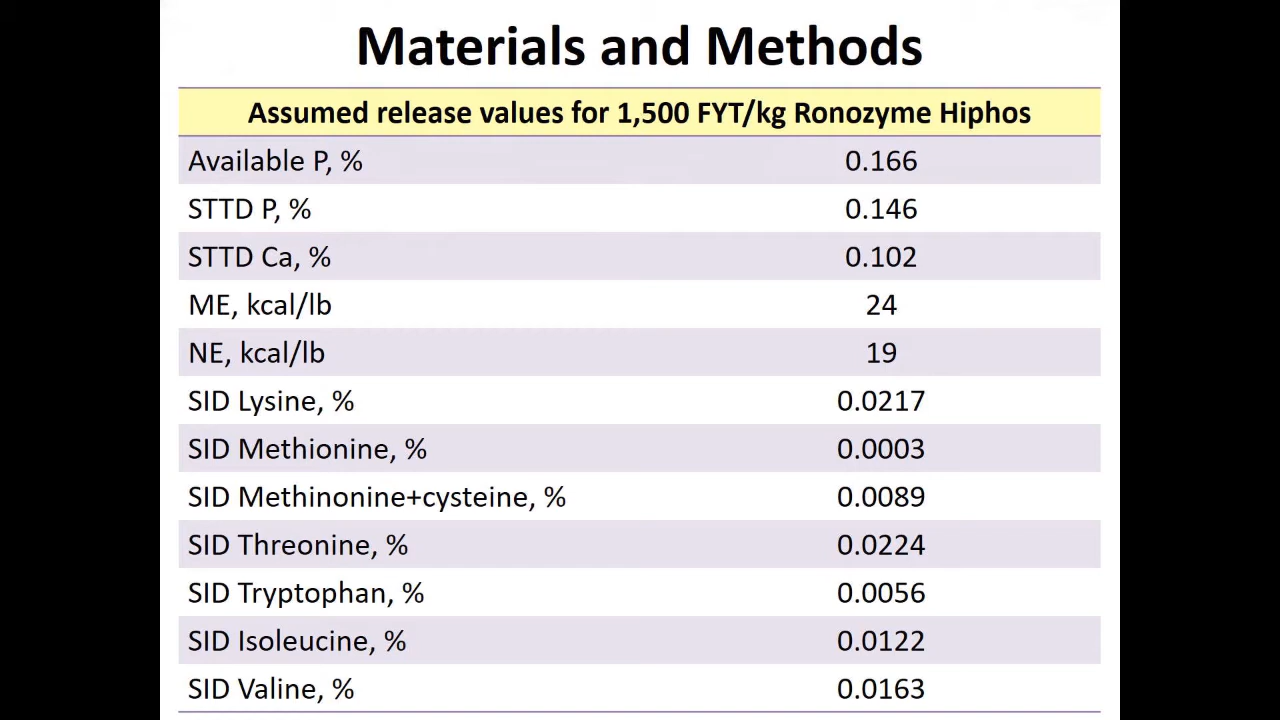 Materials and Methods
Assumed release values for 1,500 FYT/kg Ronozyme Hiphos
Available P, % 0.166
STTD P, % 0.146
STTD Ca, % 0.102
ME, kcal/lb 24
NE, kcal/lb 19
SID Lysine, % 0.0217
SID Methionine, % 0.0003
SID Methinonine+cysteine, % 0.0089
SID Threonine, % 0.0224
SID Tryptophan, % 0.0056
SID Isoleucine, % 0.0122
SID Valine, % 0.0163